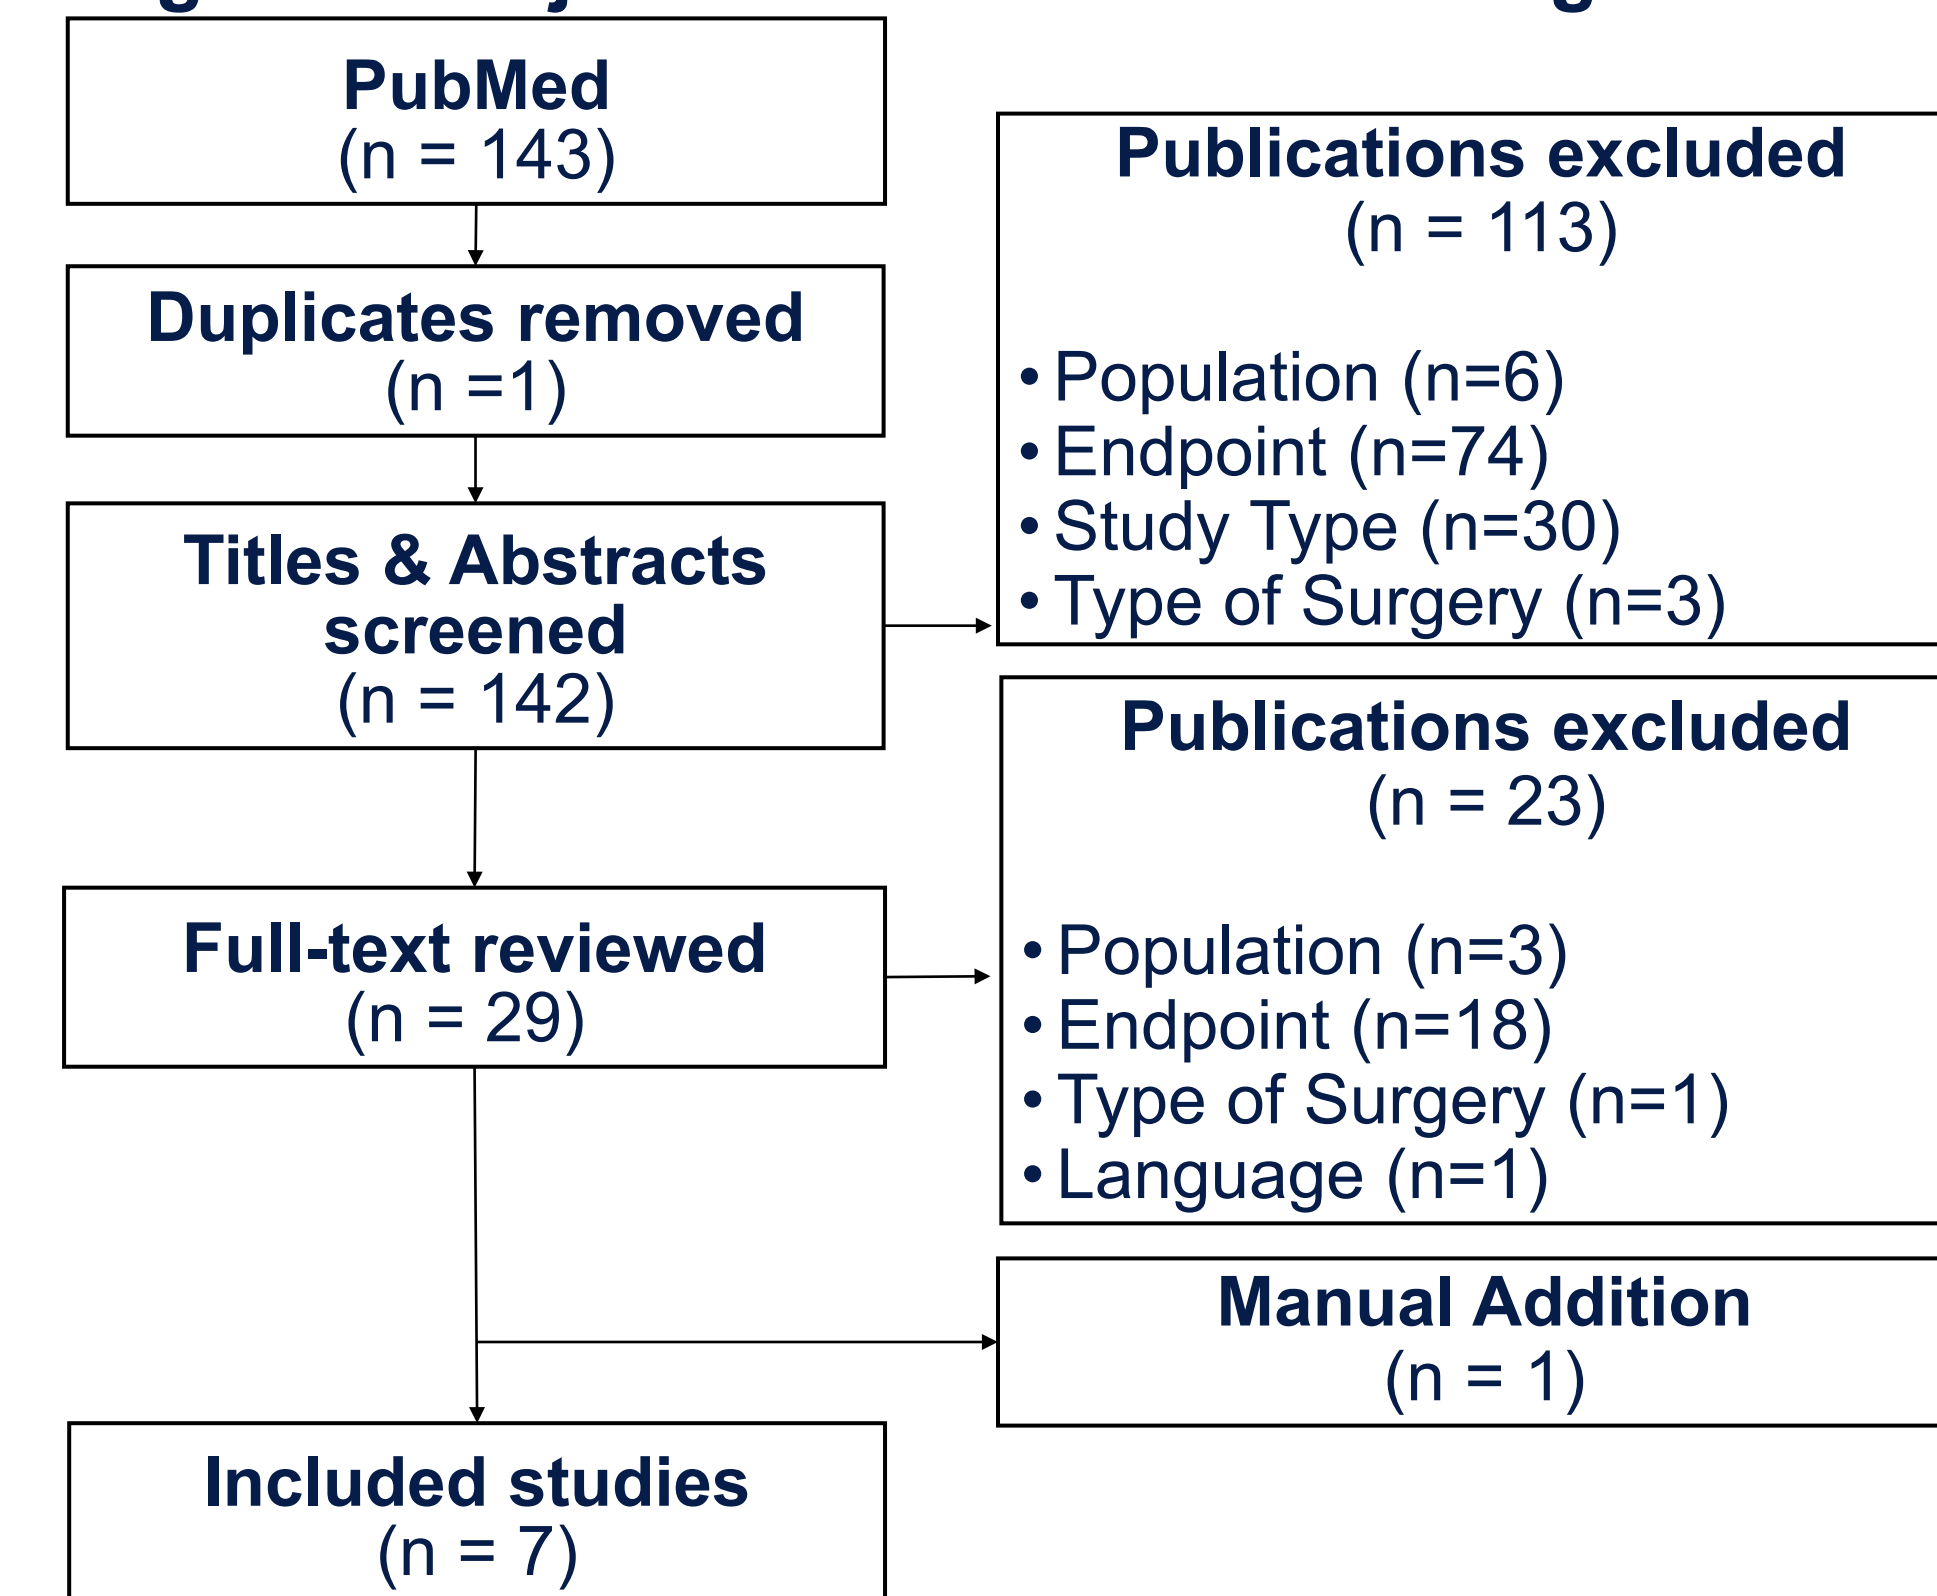 PubMed
(n = 143)
Duplicates removed
(n =1)
Titles & Abstracts
screened
(n = 142)
Publications excluded
(n = 113)
• Population (n=6)
• Endpoint (n=74)
• Study Type (n=30)
• Type of Surgery (n=3)
Full-text reviewed
(n = 29)
Publications excluded
(n = 23)
• Population (n=3)
• Endpoint (n=18)
• Type of Surgery (n=1)
• Language (n=1)
Manual Addition
(n = 1)
Included studies
(n = 7)